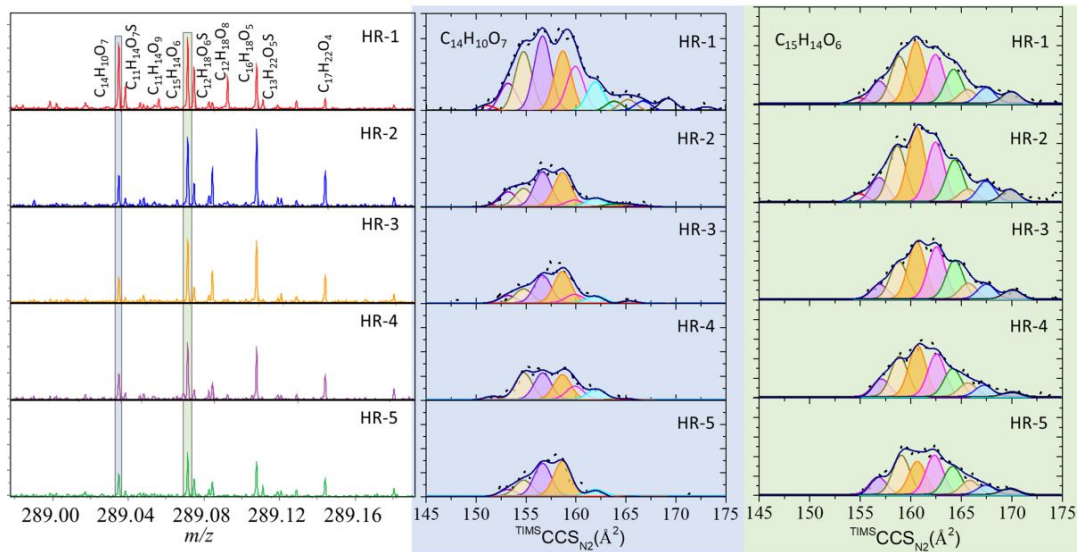 C14H10O7
C11H14O7S
C11H14O9
C15H14O6
C12H18O6S
C12H18O8
C16H18O5
C13H22O5S
C17H22O4
HR-1
HR-2
HR-3
HR-4
HR-5
289.00 289.04 289.08 289.12 289.16
m/z
C14H10O7
HR-1
HR-2
HR-3
HR-4
HR-5
145 150 155 160 165 170 175
TIMSCCSN2(Å2)
C15H14O6
HR-1
HR-2
HR-3
HR-4
HR-5
145 150 155 160 165 170 175
TIMSCCSN2(Å2)